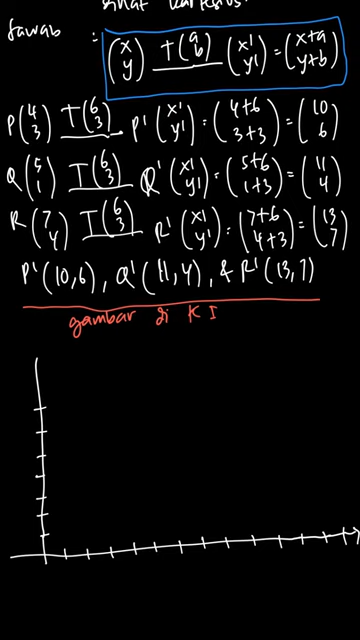 sinat kartesius.
Jawab : (x y) T(a b) (x' y') = (x+a y+b)
P(4 3) T(6 3) P'(x' y') = (4+6 3+3) = (10 6)
Q(5 1) T(6 3) Q'(x' y') = (5+6 1+3) = (11 4)
R(7 4) T(6 3) R'(x' y') = (7+6 4+3) = (13 7)
P'(10,6), Q'(11,4), & R'(13,7)
gambar di K I